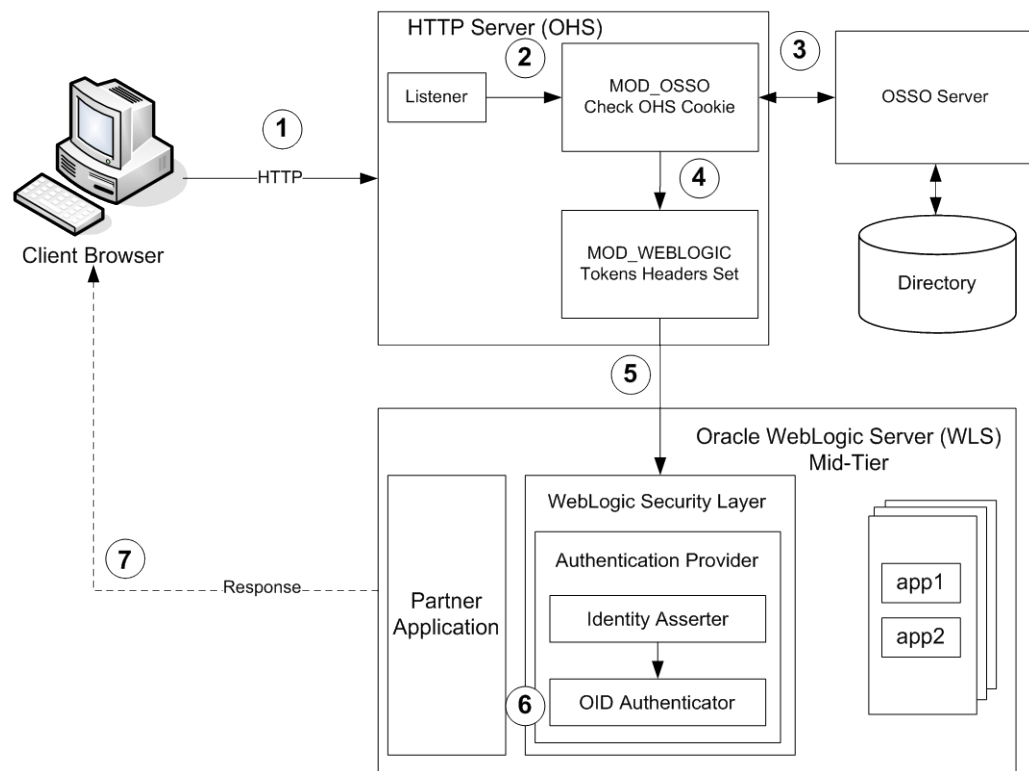 HTTP Server (OHS)
2
3
Listener
MOD_OSSO
Check OHS Cookie
OSSO Server
1
HTTP
4
Client Browser
MOD_WEBLOGIC
Tokens Headers Set
Directory
5
Oracle WebLogic Server (WLS)
Mid-Tier
WebLogic Security Layer
7
Response
Partner
Application
Authentication Provider
Identity Asserter
6
OID Authenticator
app1
app2